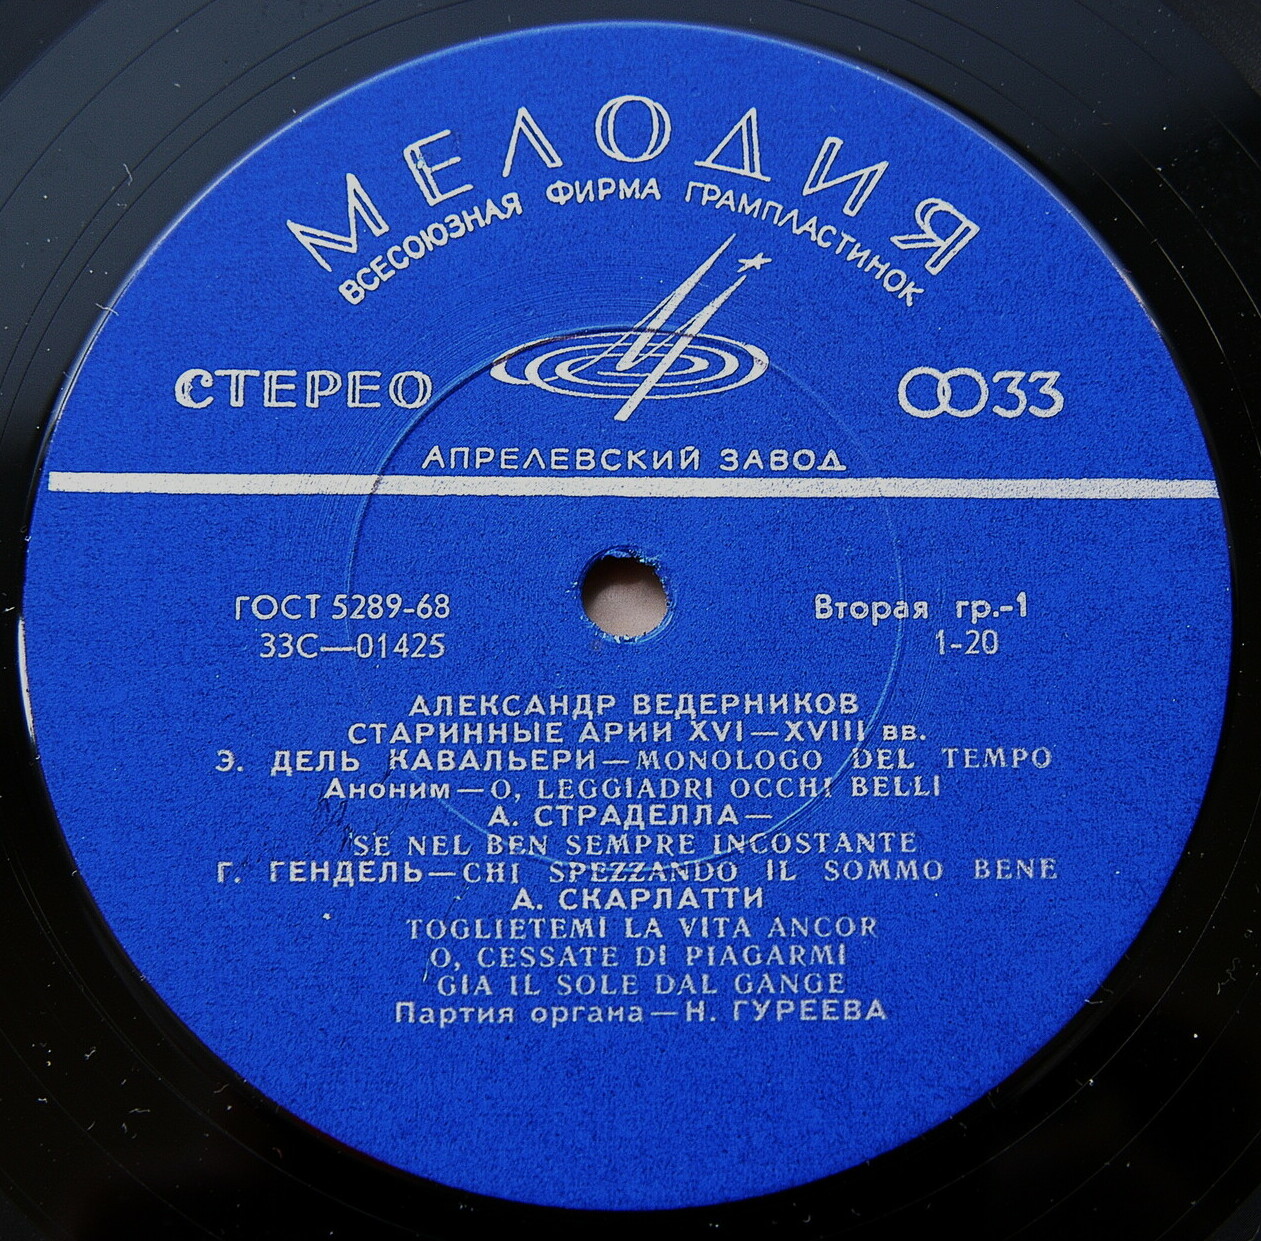 МЕЛОДИЯ
ВСЕСОЮЗНАЯ ФИРМА ГРАМПЛАСТИНОК
СТЕРЕО
33
АПРЕЛЕВСКИЙ ЗАВОД
ГОСТ 5289-68
33С—01425
Вторая гр.-1
1-20
АЛЕКСАНДР ВЕДЕРНИКОВ
СТАРИННЫЕ АРИИ XVI—XVIII вв.
Э. ДЕЛЬ КАВАЛЬЕРИ—MONOLOGO DEL TEMPO
Аноним—O, LEGGIADRI OCCHI BELLI
А. СТРАДЕЛЛА—
SE NEL BEN SEMPRE INCOSTANTE
Г. ГЕНДЕЛЬ—CHI SPEZZANDO IL SOMMO BENE
А. СКАРЛАТТИ
TOGLIETEMI LA VITA ANCOR
O, CESSATE DI PIAGARMI
GIA IL SOLE DAL GANGE
Партия органа—Н. ГУРЕЕВА